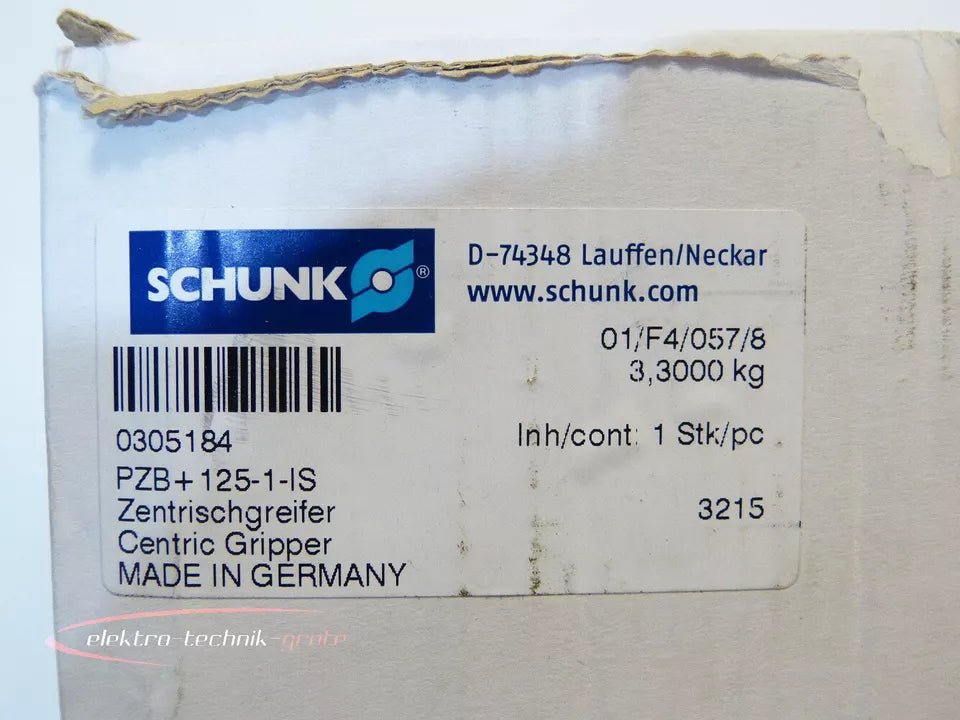 SCHUNK ®
D-74348 Lauffen/Neckar
www.schunk.com
01/F4/057/8
3,3000 kg
0305184
Inh/cont: 1 Stk/pc
PZB+125-1-IS
Zentrischgreifer
3215
Centric Gripper
MADE IN GERMANY
elektro-technik-grote